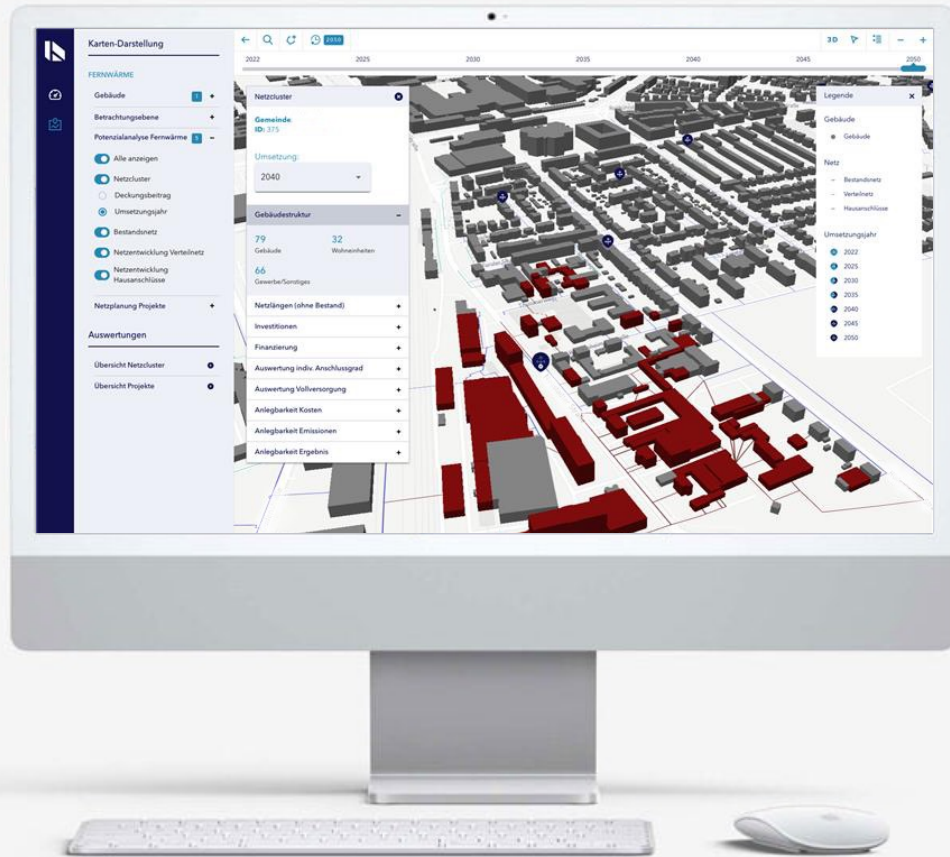 Karten-Darstellung
FERNWÄRME
Gebäude 1 +
Betrachtungsebene +
Potenzialanalyse Fernwärme 5 −
Alle anzeigen
Netzcluster
Deckungsbeitrag
Umsetzungsjahr
Bestandsnetz
Netzentwicklung Verteilnetz
Netzentwicklung
Hausanschlüsse
Netzplanung Projekte +
Auswertungen
Übersicht Netzcluster
Übersicht Projekte
2050
3D
− +
2022 2025 2030 2035 2040 2045 2050
Netzcluster
Gemeinde
ID: 375
Umsetzung:
2040
Gebäudestruktur −
79 32
Gebäude Wohneinheiten
66
Gewerbe/Sonstiges
Netzlängen (ohne Bestand) +
Investitionen +
Finanzierung +
Auswertung indiv. Anschlussgrad +
Auswertung Vollversorgung +
Anlegbarkeit Kosten +
Anlegbarkeit Emissionen +
Anlegbarkeit Ergebnis +
Legende ×
Gebäude
Gebäude
Netz
Bestandsnetz
Verteilnetz
Hausanschlüsse
Umsetzungsjahr
2022
2025
2030
2035
2040
2045
2050